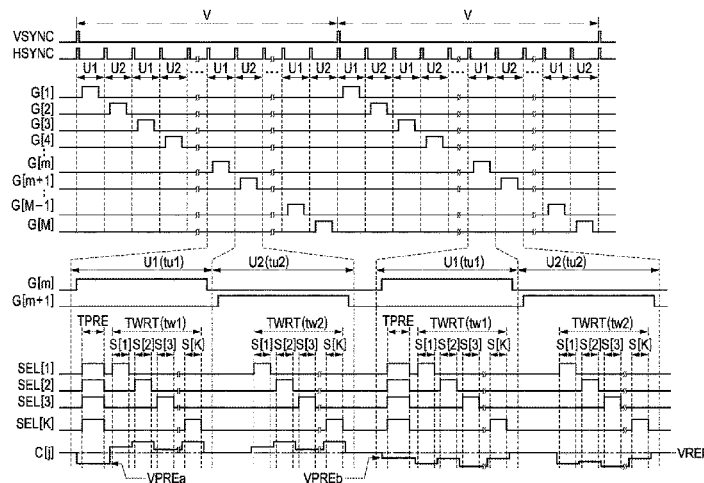 V V
VSYNC
HSYNC
U1 U2 U1 U2 ... U1 U2 ... U1 U2 U1 U2 U1 U2 ... U1 U2 ... U1 U2
G[1]
G[2]
G[3]
G[4]
G[m]
G[m+1]
G[M−1]
G[M]
U1(tu1) U2(tu2) U1(tu1) U2(tu2)
G[m]
G[m+1]
TPRE TWRT(tw1) TWRT(tw2) TPRE TWRT(tw1) TWRT(tw2)
S[1] S[2] S[3] S[K] S[1] S[2] S[3] S[K] S[1] S[2] S[3] S[K] S[1] S[2] S[3] S[K]
SEL[1]
SEL[2]
SEL[3]
SEL[K]
C[j] 
VPREa VPREb